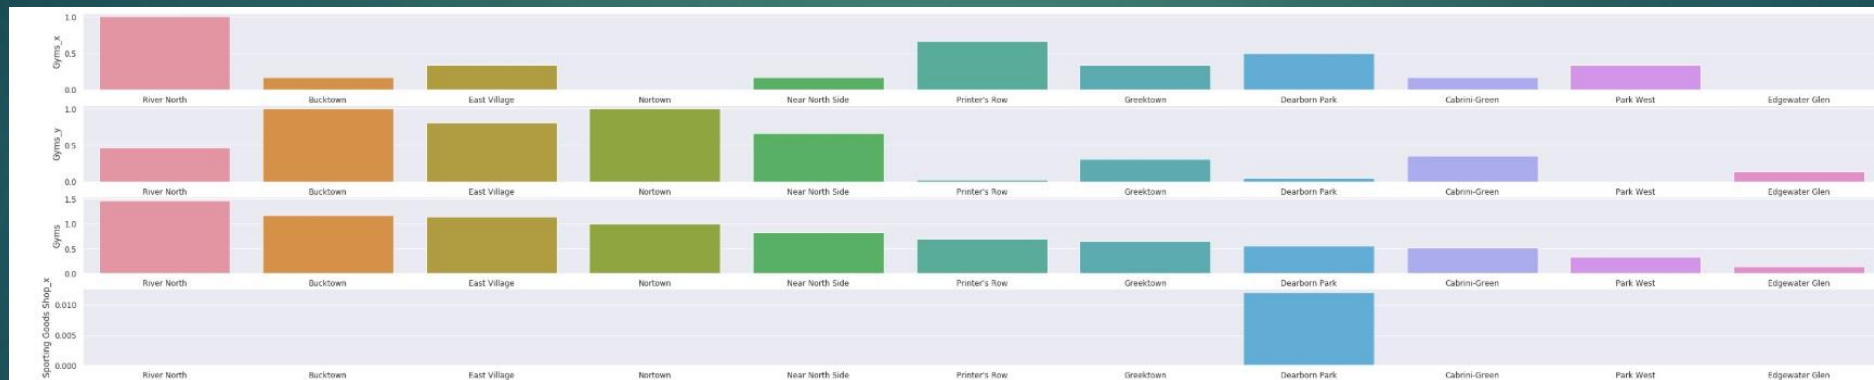 Gyms_x
1.0
0.5
0.0
River North Bucktown East Village Nortown Near North Side Printer's Row Greektown Dearborn Park Cabrini-Green Park West Edgewater Glen
Gyms_y
1.0
0.5
0.0
River North Bucktown East Village Nortown Near North Side Printer's Row Greektown Dearborn Park Cabrini-Green Park West Edgewater Glen
Gyms
1.5
1.0
0.5
0.0
River North Bucktown East Village Nortown Near North Side Printer's Row Greektown Dearborn Park Cabrini-Green Park West Edgewater Glen
Sporting Goods Shop_x
0.010
0.005
0.000
River North Bucktown East Village Nortown Near North Side Printer's Row Greektown Dearborn Park Cabrini-Green Park West Edgewater Glen